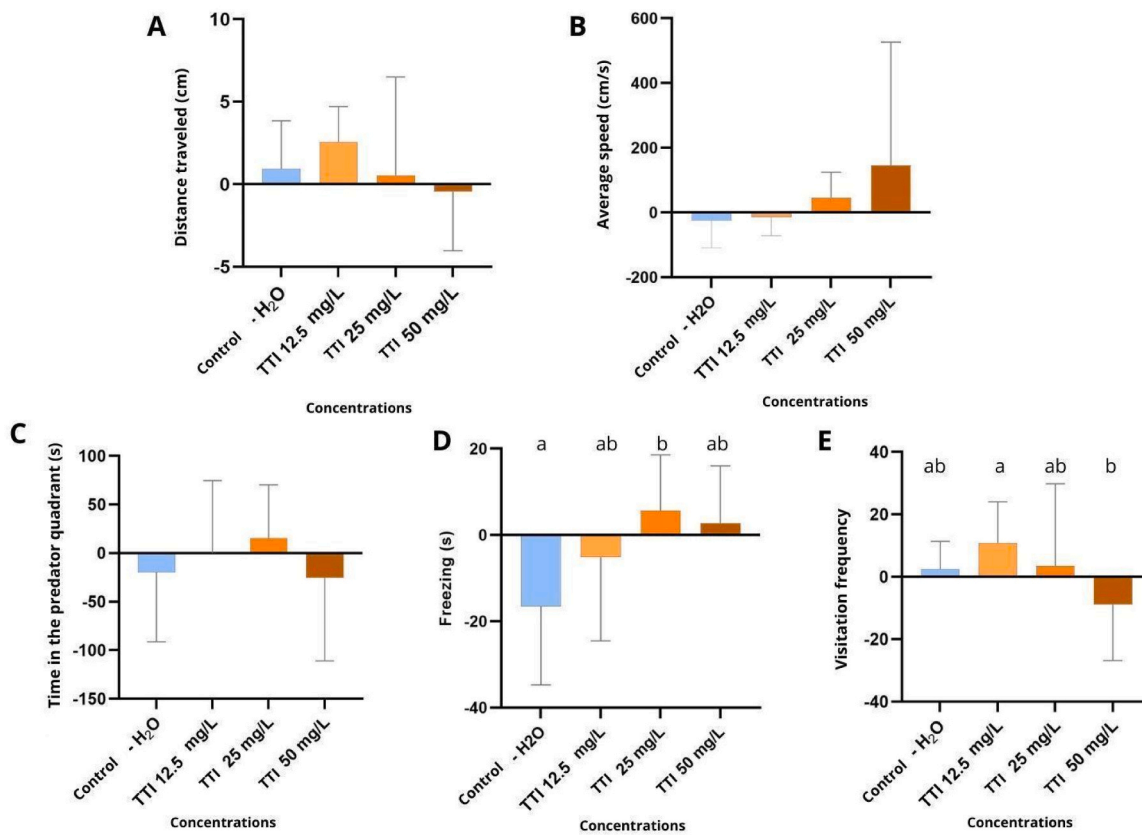 A
Distance traveled (cm)
10
5
0
-5
Control - H₂O
TTI 12.5 mg/L
TTI 25 mg/L
TTI 50 mg/L
Concentrations
B
Average speed (cm/s)
600
400
200
0
-200
Control - H2O
TTI 12.5 mg/L
TTI 25 mg/L
TTI 50 mg/L
Concentrations
C
Time in the predator quadrant (s)
100
50
0
-50
-100
-150
Control - H₂O
TTI 12.5 mg/L
TTI 25 mg/L
TTI 50 mg/L
Concentrations
D
Freezing (s)
a ab b ab
20
0
-20
-40
Control - H2O
TTI 12.5 mg/L
TTI 25 mg/L
TTI 50 mg/L
Concentrations
E
Visitation frequency
ab a ab b
40
20
0
-20
-40
Control - H₂O
TTI 12.5 mg/L
TTI 25 mg/L
TTI 50 mg/L
Concentrations